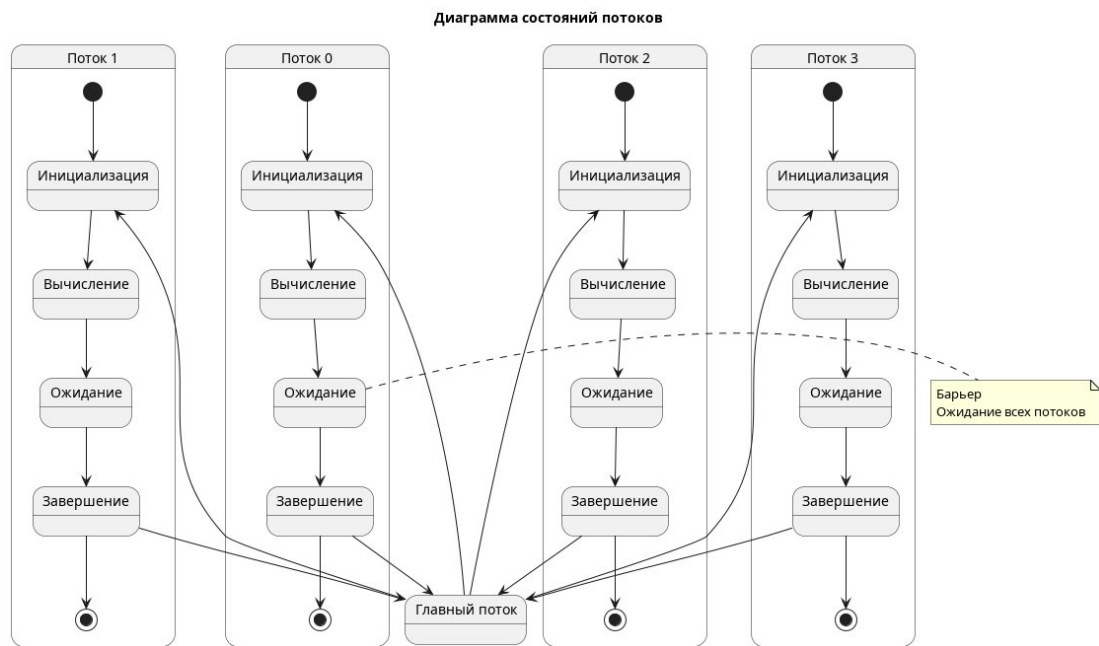 Диаграмма состояний потоков
Поток 1
Поток 0
Поток 2
Поток 3
Инициализация
Инициализация
Инициализация
Инициализация
Вычисление
Вычисление
Вычисление
Вычисление
Ожидание
Ожидание
Ожидание
Ожидание
Барьер
Ожидание всех потоков
Завершение
Завершение
Завершение
Завершение
Главный поток